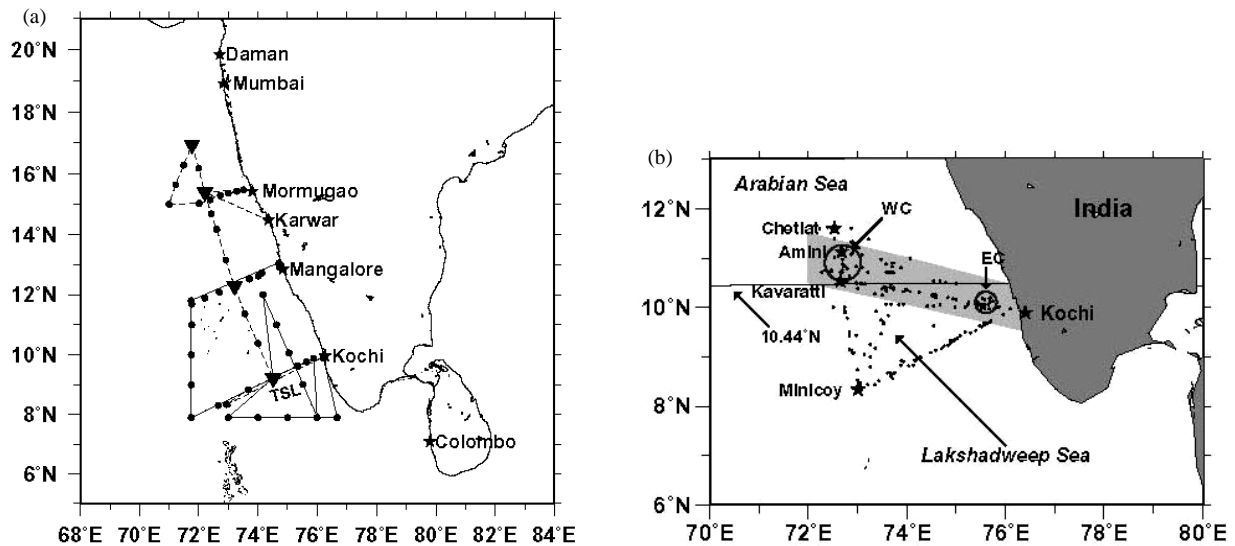 (a)
20°N
18°N
16°N
14°N
12°N
10°N
8°N
6°N
68°E 70°E 72°E 74°E 76°E 78°E 80°E 82°E 84°E
Daman
Mumbai
Mormugao
Karwar
Mangalore
Kochi
TSL
Colombo
(b)
12°N
10°N
8°N
6°N
70°E 72°E 74°E 76°E 78°E 80°E
Arabian Sea
India
WC
Chetlat
Amini
EC
Kavaratti
Kochi
10.44°N
Minicoy
Lakshadweep Sea